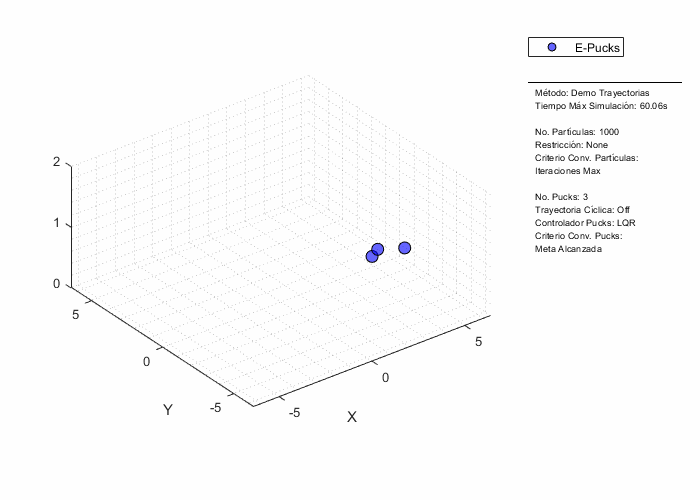 E-Pucks
Método: Demo Trayectorias
Tiempo Máx Simulación: 60.06s
No. Partículas: 1000
Restricción: None
Criterio Conv. Partículas:
Iteraciones Max
No. Pucks: 3
Trayectoria Cíclica: Off
Controlador Pucks: LQR
Criterio Conv. Pucks:
Meta Alcanzada
2
1
0
5
0
-5
Y
-5
0
5
X